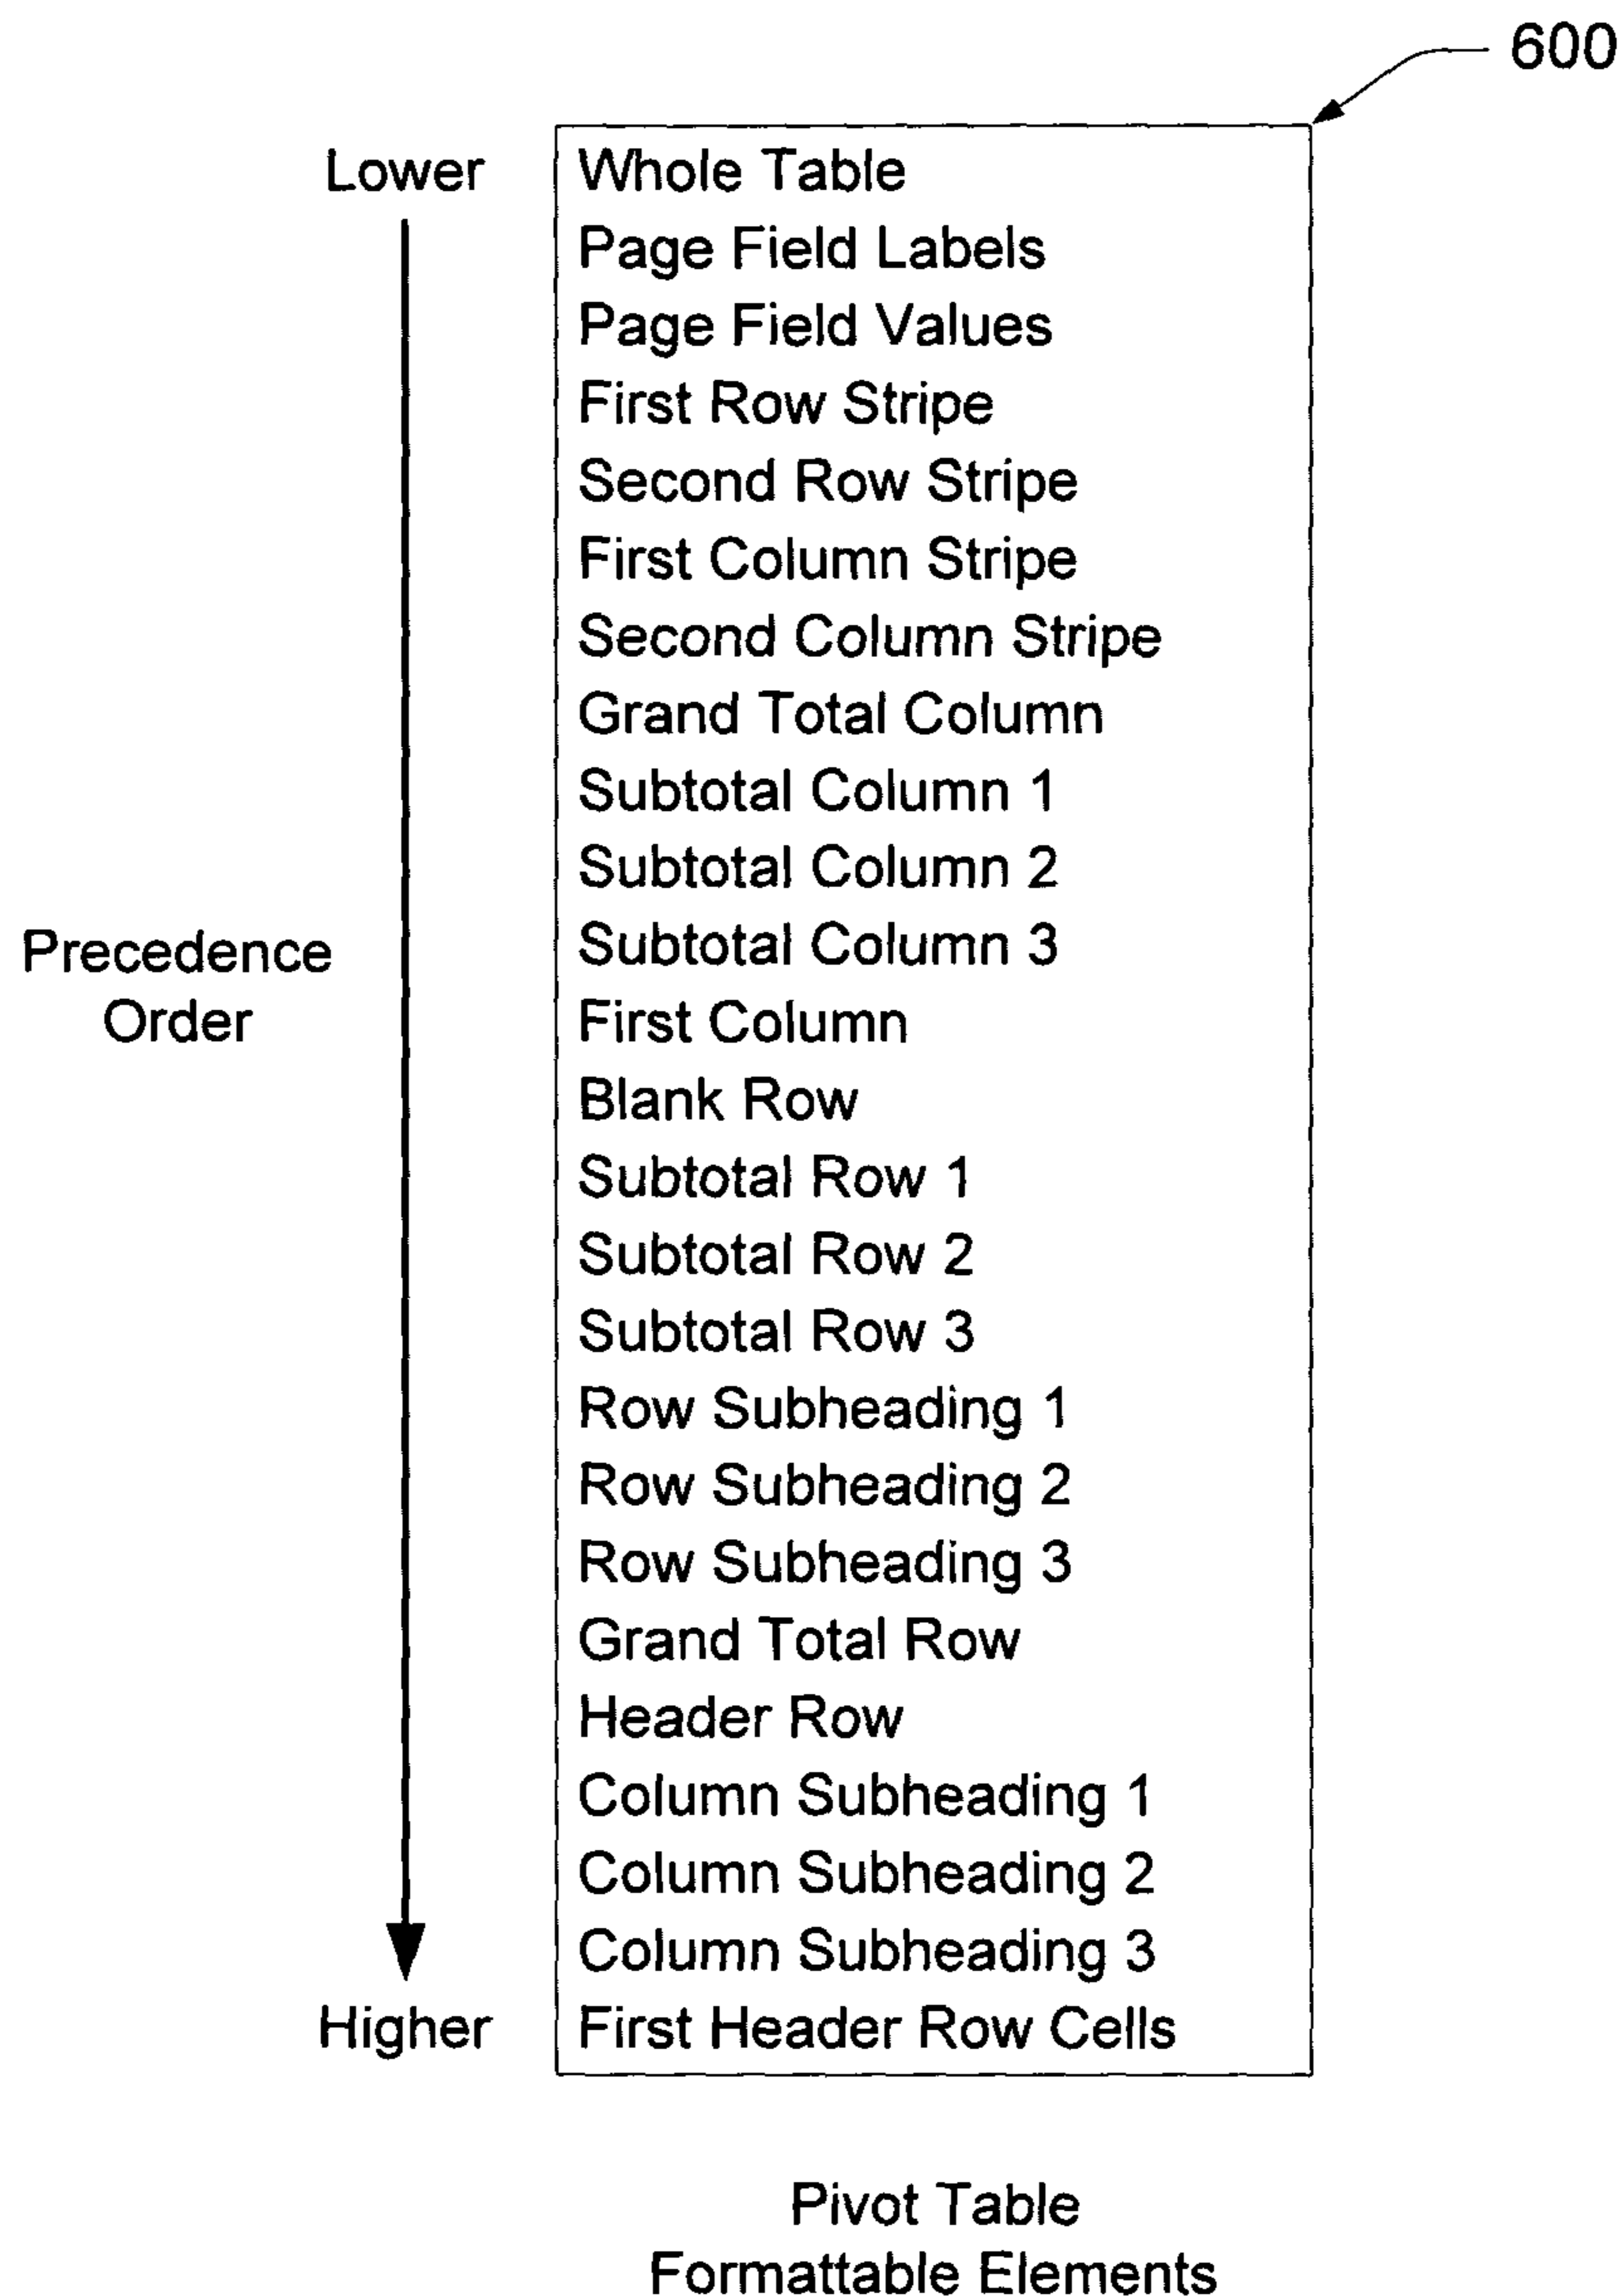 600
Lower
Whole Table
Page Field Labels
Page Field Values
First Row Stripe
Second Row Stripe
First Column Stripe
Second Column Stripe
Grand Total Column
Subtotal Column 1
Subtotal Column 2
Subtotal Column 3
Precedence
Order
First Column
Blank Row
Subtotal Row 1
Subtotal Row 2
Subtotal Row 3
Row Subheading 1
Row Subheading 2
Row Subheading 3
Grand Total Row
Header Row
Column Subheading 1
Column Subheading 2
Column Subheading 3
Higher
First Header Row Cells
Pivot Table
Formattable Elements